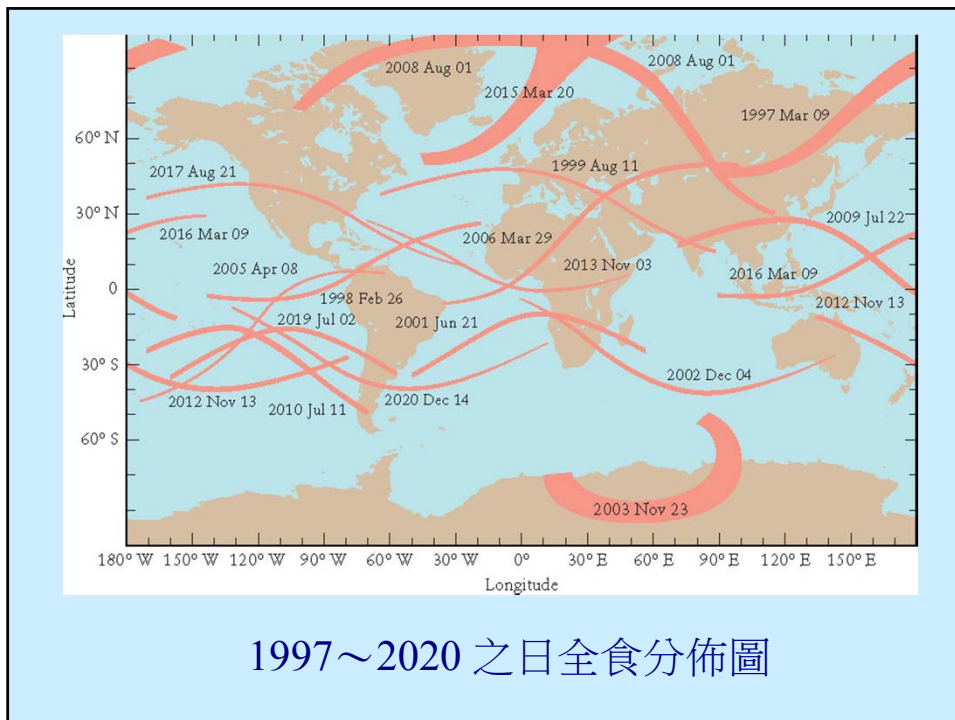 2008 Aug 01
2008 Aug 01
2015 Mar 20
1997 Mar 09
60° N
2017 Aug 21
1999 Aug 11
30° N
2009 Jul 22
2016 Mar 09
2006 Mar 29
2005 Apr 08
2013 Nov 03
2016 Mar 09
Latitude
0
1998 Feb 26
2012 Nov 13
2019 Jul 02
2001 Jun 21
30° S
2002 Dec 04
2012 Nov 13
2010 Jul 11
2020 Dec 14
60° S
2003 Nov 23
180° W 150° W 120° W 90° W 60° W 30° W 0° 30° E 60° E 90° E 120° E 150° E
Longitude
1997～2020 之日全食分佈圖